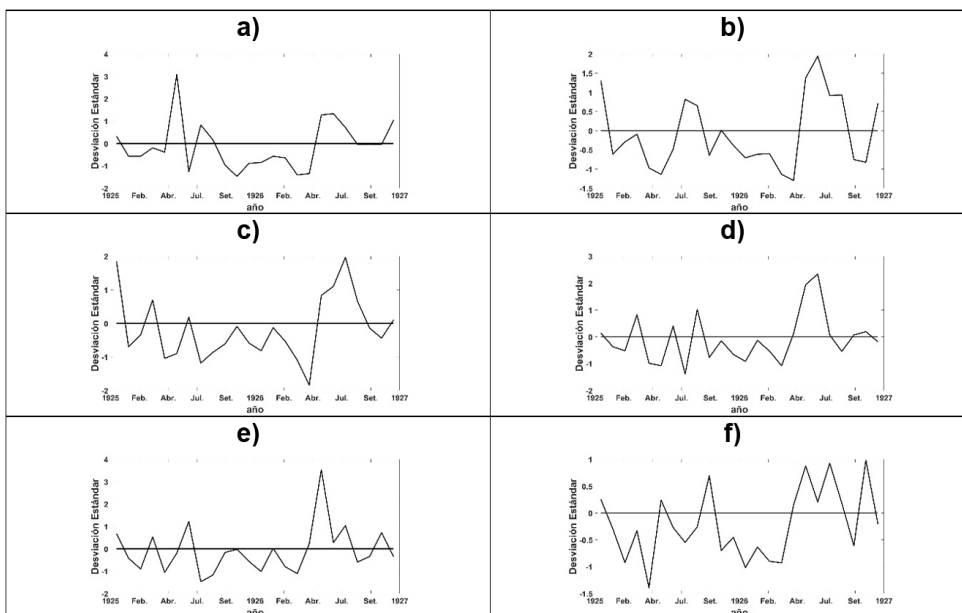 a)
4
3
2
1
0
-1
-2
Desviación Estándar
1925 Feb. Abr. Jul. Set. 1926 Feb. Abr. Jul. Set. 1927
año
b)
2
1.5
1
0.5
0
-0.5
-1
-1.5
Desviación Estándar
1925 Feb. Abr. Jul. Set. 1926 Feb. Abr. Jul. Set. 1927
año
c)
2
1
0
-1
-2
Desviación Estándar
1925 Feb. Abr. Jul. Set. 1926 Feb. Abr. Jul. Set. 1927
año
d)
3
2
1
0
-1
-2
Desviación Estándar
1925 Feb. Abr. Jul. Set. 1926 Feb. Abr. Jul. Set. 1927
año
e)
4
3
2
1
0
-1
-2
Desviación Estándar
1925 Feb. Abr. Jul. Set. 1926 Feb. Abr. Jul. Set. 1927
año
f)
1
0.5
0
-0.5
-1
-1.5
Desviación Estándar
1925 Feb. Abr. Jul. Set. 1926 Feb. Abr. Jul. Set. 1927
año